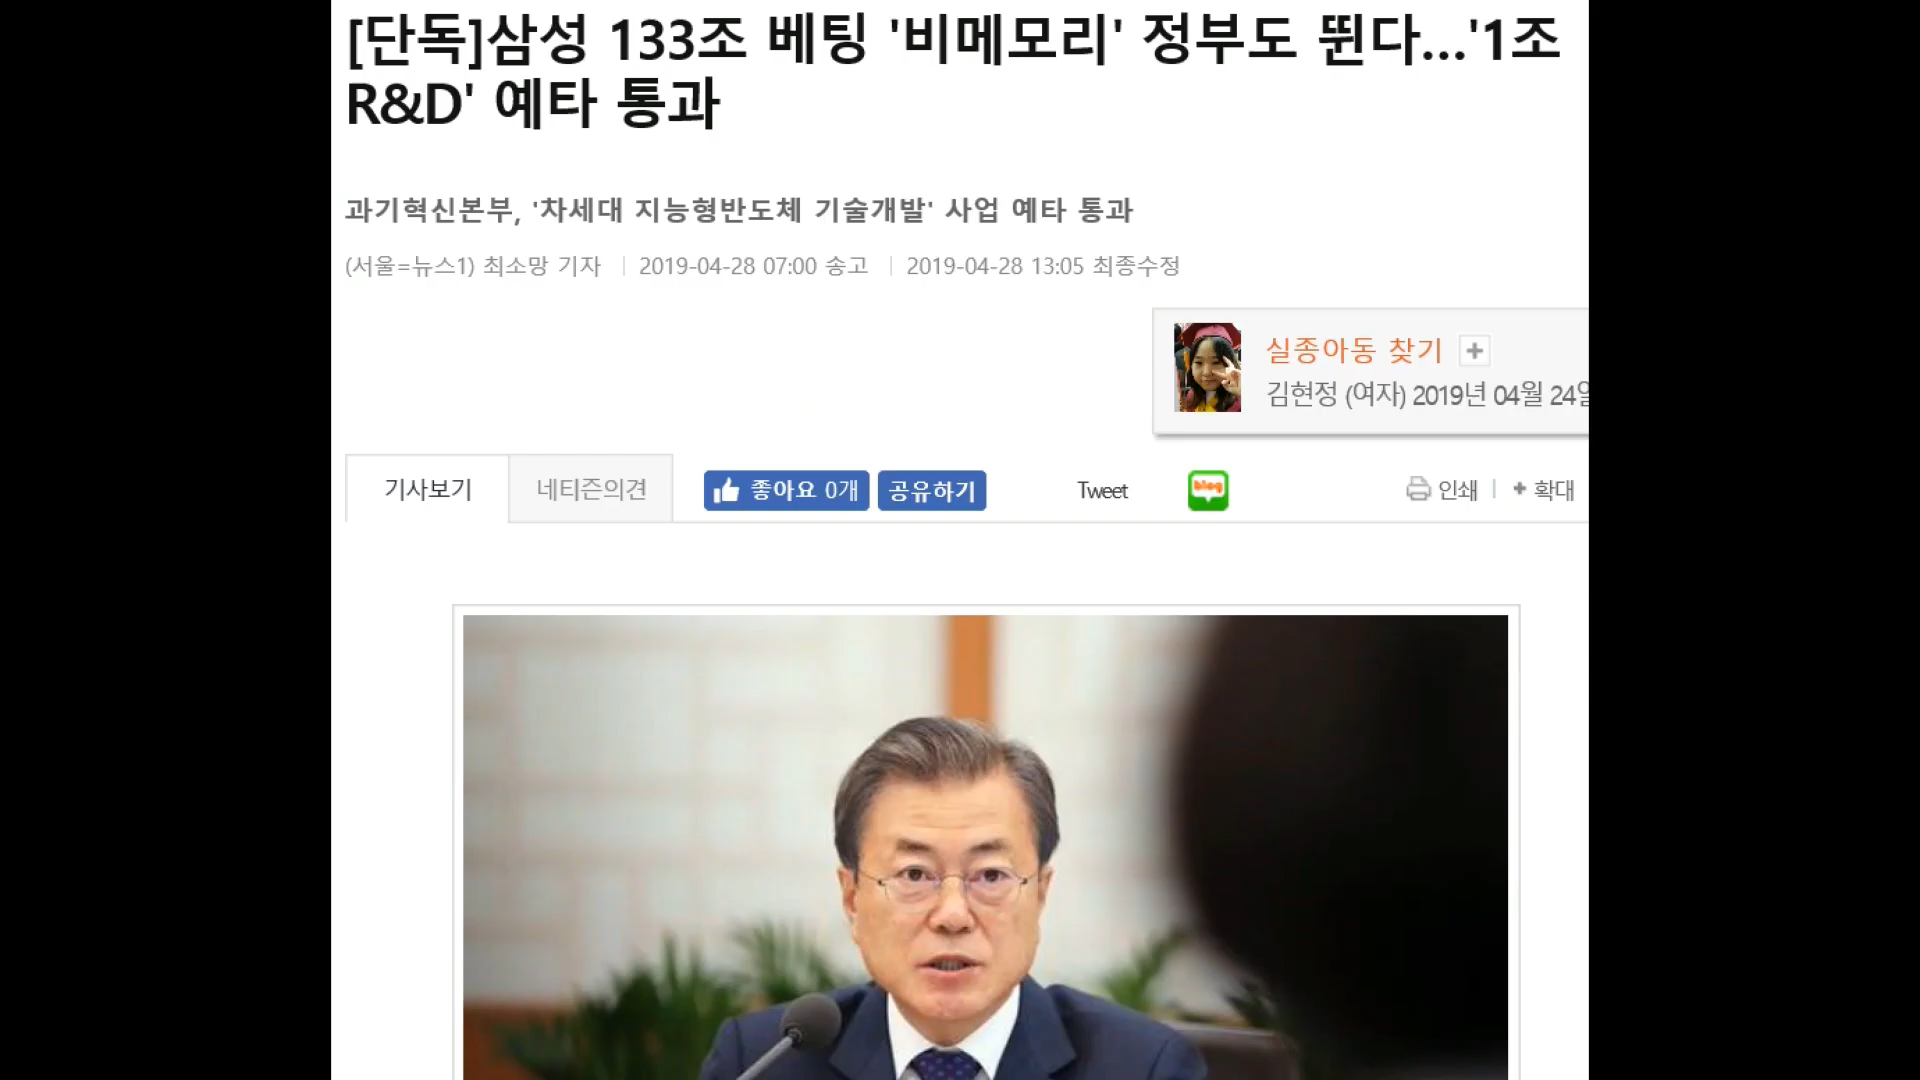 [단독]삼성 133조 베팅 '비메모리' 정부도 뛴다…'1조
R&D' 예타 통과
과기혁신본부, '차세대 지능형반도체 기술개발' 사업 예타 통과
(서울=뉴스1) 최소망 기자 | 2019-04-28 07:00 송고 | 2019-04-28 13:05 최종수정
실종아동 찾기 +
김현정 (여자) 2019년 04월 24일
기사보기 네티즌의견 좋아요 0개 공유하기 Tweet blog 인쇄 | + 확대